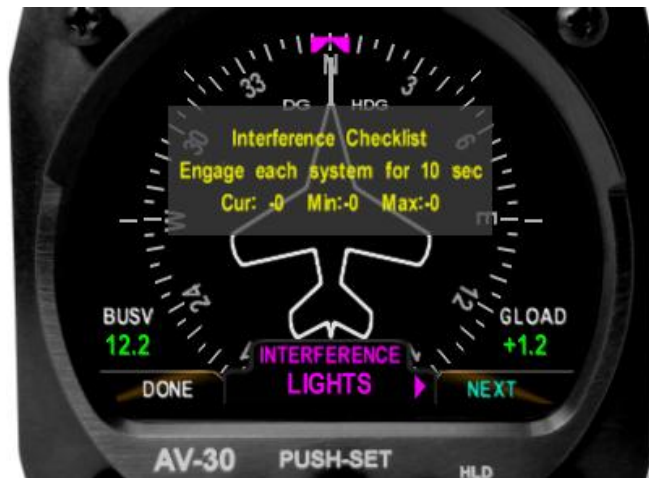 N
33
3
DG HDG
30
6
Interference Checklist
Engage each system for 10 sec
Cur: -0 Min:-0 Max:-0
W
E
24
12
BUSV
12.2
GLOAD
+1.2
INTERFERENCE
LIGHTS
DONE
NEXT
AV-30
PUSH-SET
HLD